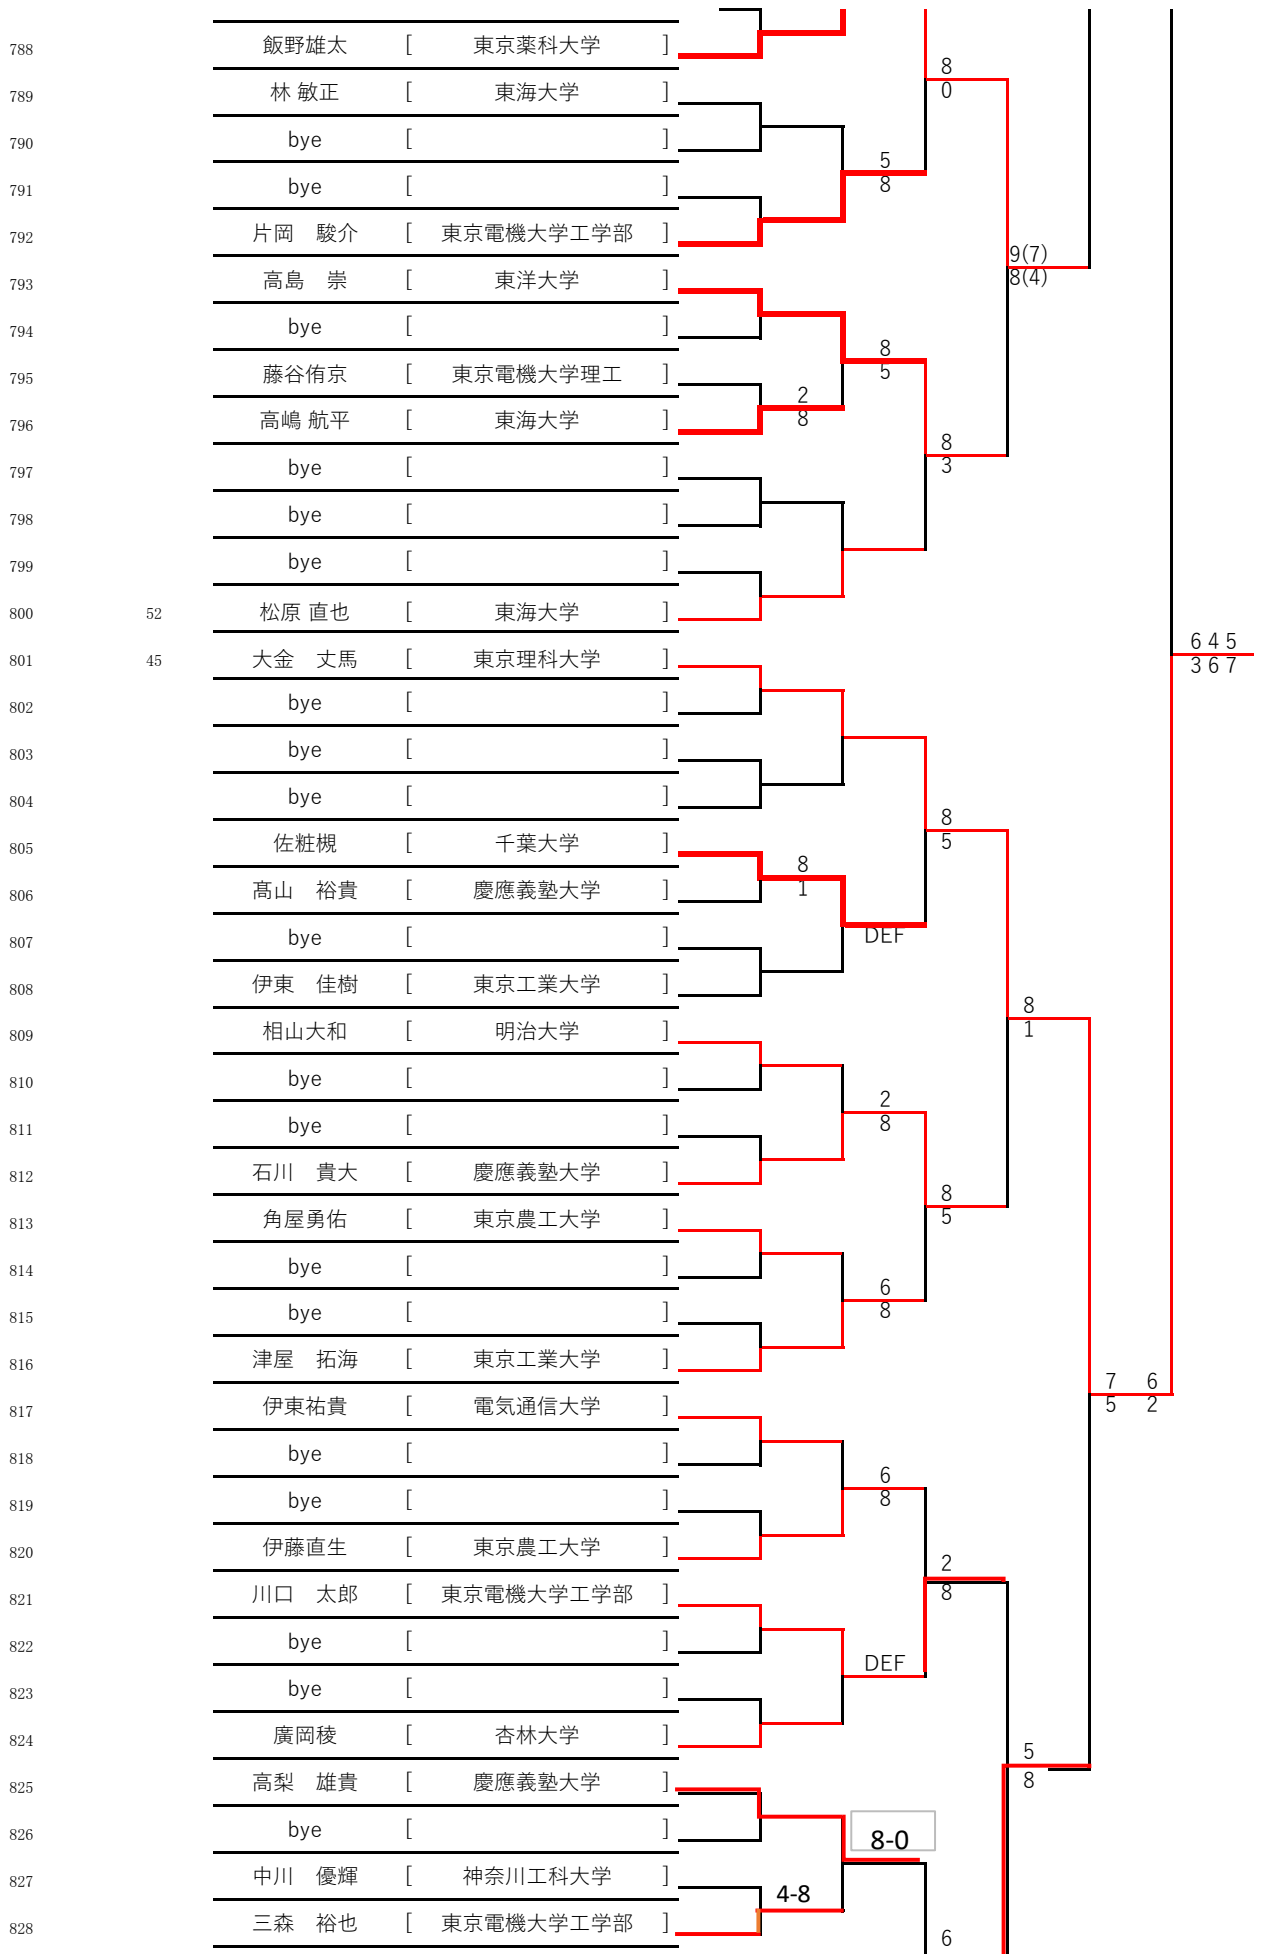 788 飯野雄太 [ 東京薬科大学 ]
8
789 林 敏正 [ 東海大学 ]
0
790 bye [ ]
5
791 bye [ ]
8
792 片岡 駿介 [ 東京電機大学工学部 ]
9(7)
793 高島 崇 [ 東洋大学 ]
8(4)
794 bye [ ]
8
795 藤谷侑京 [ 東京電機大学理工 ]
5
2
796 高嶋 航平 [ 東海大学 ]
8
8
797 bye [ ]
3
798 bye [ ]
799 bye [ ]
800 52 松原 直也 [ 東海大学 ]
6 4 5
801 45 大金 丈馬 [ 東京理科大学 ]
3 6 7
802 bye [ ]
803 bye [ ]
804 bye [ ]
8
805 佐粧槻 [ 千葉大学 ]
5
8
806 髙山 裕貴 [ 慶應義塾大学 ]
1
807 bye [ ]
DEF
808 伊東 佳樹 [ 東京工業大学 ]
8
809 相山大和 [ 明治大学 ]
1
810 bye [ ]
2
811 bye [ ]
8
812 石川 貴大 [ 慶應義塾大学 ]
8
813 角屋勇佑 [ 東京農工大学 ]
5
814 bye [ ]
6
815 bye [ ]
8
816 津屋 拓海 [ 東京工業大学 ]
7 6
817 伊東祐貴 [ 電気通信大学 ]
5 2
818 bye [ ]
6
819 bye [ ]
8
820 伊藤直生 [ 東京農工大学 ]
2
821 川口 太郎 [ 東京電機大学工学部 ]
8
822 bye [ ]
DEF
823 bye [ ]
824 廣岡稜 [ 杏林大学 ]
5
825 高梨 雄貴 [ 慶應義塾大学 ]
8
826 bye [ ]
8-0
827 中川 優輝 [ 神奈川工科大学 ]
4-8
828 三森 裕也 [ 東京電機大学工学部 ]
6